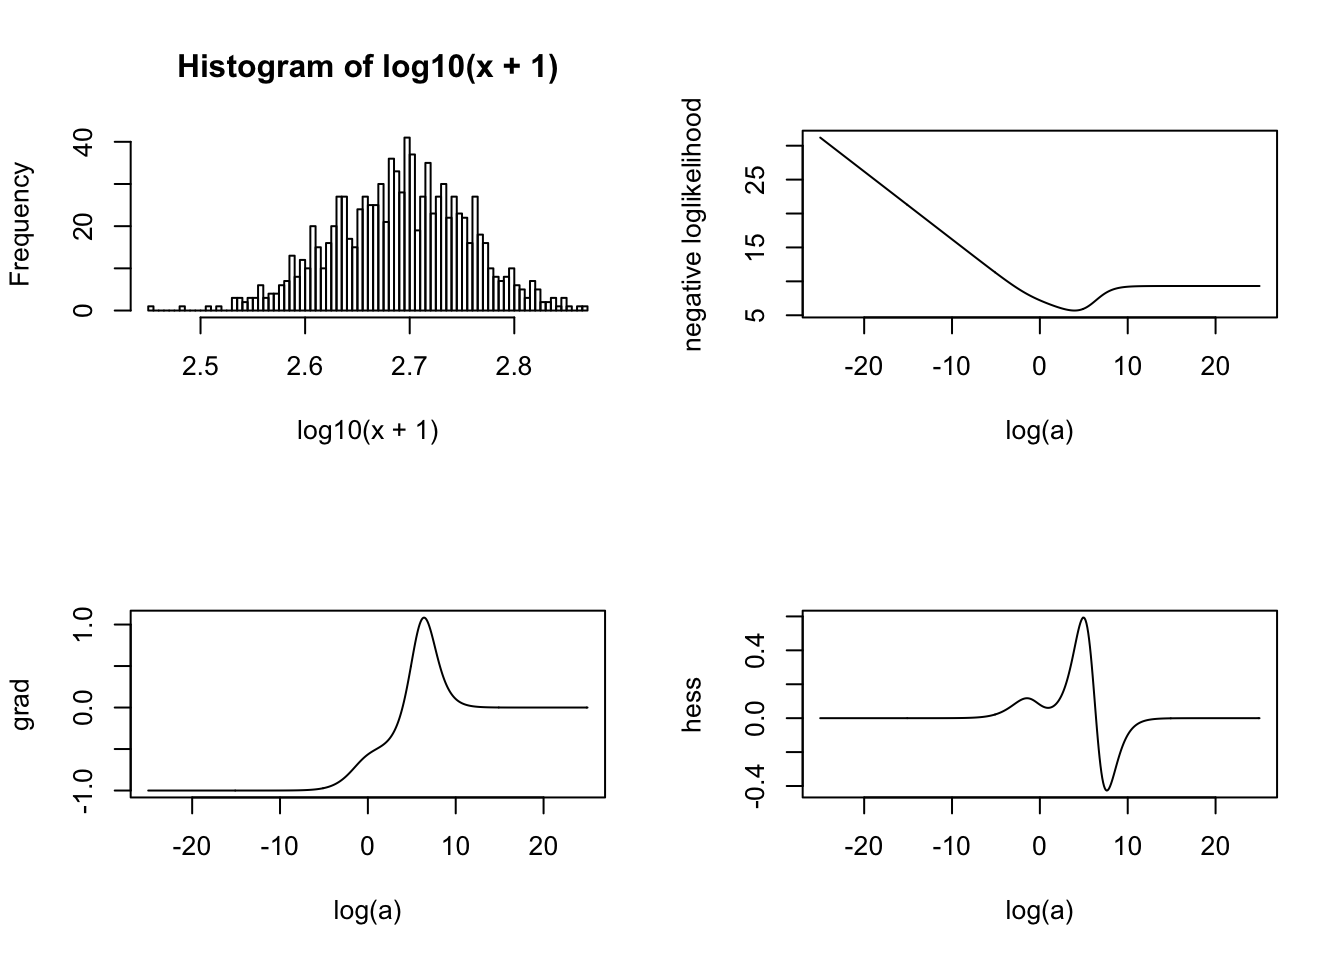 Histogram of log10(x + 1)
Frequency
40
20
0
2.5 2.6 2.7 2.8
log10(x + 1)
negative loglikelihood
25
15
5
-20 -10 0 10 20
log(a)
grad
1.0
0.0
-1.0
-20 -10 0 10 20
log(a)
hess
0.4
0.0
-0.4
-20 -10 0 10 20
log(a)